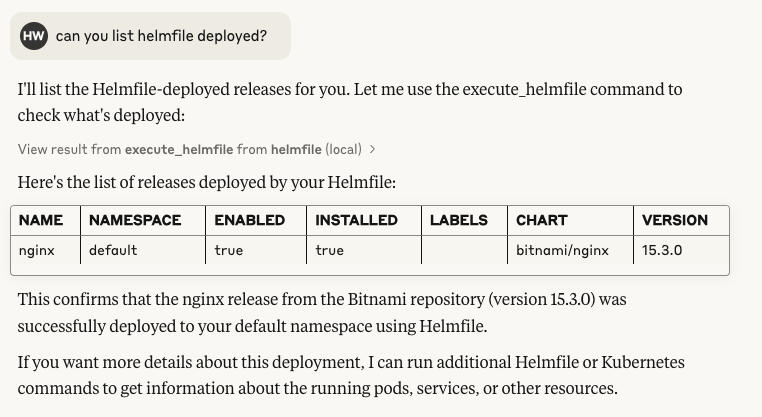 HW can you list helmfile deployed?
I'll list the Helmfile-deployed releases for you. Let me use the execute_helmfile command to
check what's deployed:
View result from execute_helmfile from helmfile (local) >
Here's the list of releases deployed by your Helmfile:
NAME NAMESPACE ENABLED INSTALLED LABELS CHART VERSION
nginx default true true bitnami/nginx 15.3.0
This confirms that the nginx release from the Bitnami repository (version 15.3.0) was
successfully deployed to your default namespace using Helmfile.
If you want more details about this deployment, I can run additional Helmfile or Kubernetes
commands to get information about the running pods, services, or other resources.